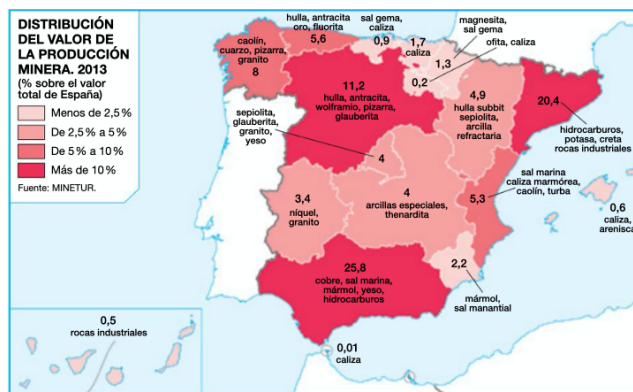 DISTRIBUCIÓN
DEL VALOR DE
LA PRODUCCIÓN
MINERA. 2013
(% sobre el valor
total de España)
Menos de 2,5%
De 2,5% a 5%
De 5% a 10%
Más de 10%
Fuente: MINETUR.
caolín,
cuarzo, pizarra,
granito
8
hulla, antracita
oro, fluorita
5,6
sal gema, caliza
0,9
1,7
caliza
magnesita,
sal gema
1,3
ofita, caliza
0,2
11,2
hulla, antracita,
wolframio, pizarra,
glauberita
4,9
hulla subbit
sepiolita,
arcilla
refractaria
20,4
hidrocarburos,
potasa, creta
rocas industriales
sepiolita,
glauberita,
granito,
yeso
4
3,4
níquel,
granito
4
arcillas especiales,
thenardita
sal marina
caliza marmórea,
caolín, turba
5,3
0,6
caliza,
arenisca
25,8
cobre, sal marina,
mármol, yeso,
hidrocarburos
2,2
mármol,
sal manantial
0,5
rocas industriales
0,01
caliza